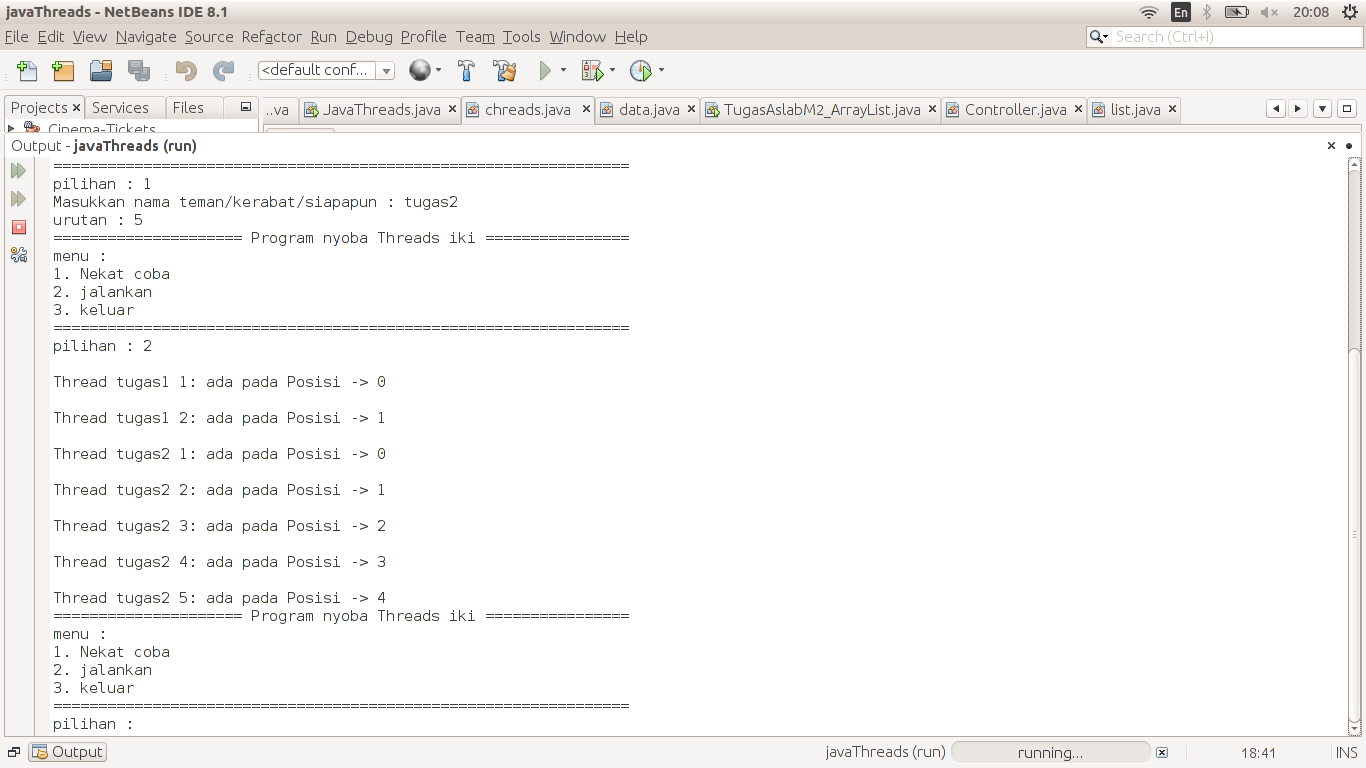 javaThreads - NetBeans IDE 8.1
En
20:08
File Edit View Navigate Source Refactor Run Debug Profile Team Tools Window Help
Search (Ctrl+I)
<default conf...
Projects Services Files
..va JavaThreads.java chreads.java data.java TugasAslabM2_ArrayList.java Controller.java list.java
Cinema-Tickets
Output - javaThreads (run)
================================================================
pilihan : 1
Masukkan nama teman/kerabat/siapapun : tugas2
urutan : 5
===================== Program nyoba Threads iki ================
menu :
1. Nekat coba
2. jalankan
3. keluar
================================================================
pilihan : 2
Thread tugas1 1: ada pada Posisi -> 0
Thread tugas1 2: ada pada Posisi -> 1
Thread tugas2 1: ada pada Posisi -> 0
Thread tugas2 2: ada pada Posisi -> 1
Thread tugas2 3: ada pada Posisi -> 2
Thread tugas2 4: ada pada Posisi -> 3
Thread tugas2 5: ada pada Posisi -> 4
===================== Program nyoba Threads iki ================
menu :
1. Nekat coba
2. jalankan
3. keluar
================================================================
pilihan :
Output
javaThreads (run)
running...
18:41
INS